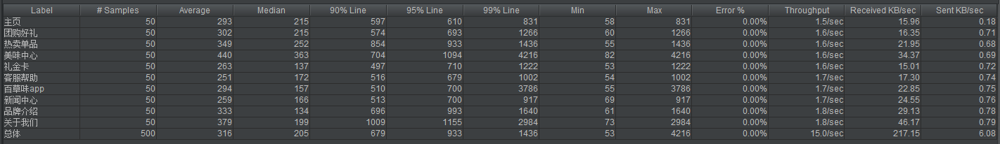 Label # Samples Average Median 90% Line 95% Line 99% Line Min Max Error % Throughput Received KB/sec Sent KB/sec
主页 50 293 215 597 610 831 58 831 0.00% 1.5/sec 15.96 0.18
团购好礼 50 302 215 574 693 1266 60 1266 0.00% 1.6/sec 16.35 0.71
热卖单品 50 349 252 854 933 1436 55 1436 0.00% 1.6/sec 21.95 0.68
美味中心 50 440 363 704 1094 4216 82 4216 0.00% 1.6/sec 34.37 0.69
礼金卡 50 263 137 497 710 1222 53 1222 0.00% 1.6/sec 15.01 0.72
客服帮助 50 251 172 516 679 1002 54 1002 0.00% 1.7/sec 17.30 0.74
百草味app 50 294 157 510 700 3786 55 3786 0.00% 1.7/sec 22.85 0.75
新闻中心 50 259 166 513 700 917 69 917 0.00% 1.7/sec 24.55 0.76
品牌介绍 50 333 134 696 993 1640 61 1640 0.00% 1.8/sec 29.13 0.78
关于我们 50 379 199 1009 1155 2984 73 2984 0.00% 1.8/sec 46.17 0.79
总体 500 316 205 679 933 1436 53 4216 0.00% 15.0/sec 217.15 6.08